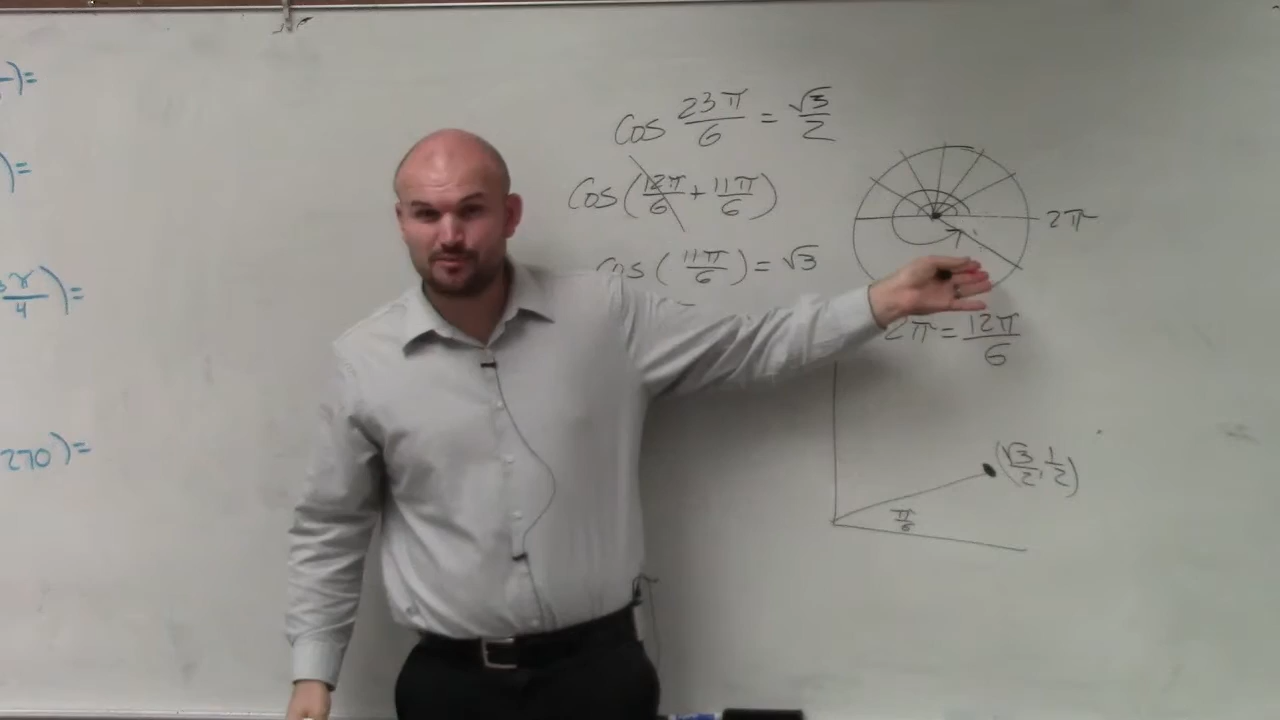 )=
)=
γ/4)=
270)=
cos 23π/6 = √3/2
cos(12π/6 + 11π/6)
cos (11π/6) = √3
2π
2π = 12π/6
(√3/2, 1/2)
π/6